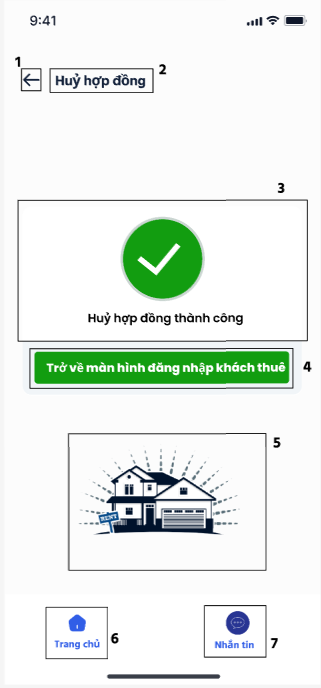 9:41
1
Huỷ hợp đồng
2
3
Huỷ hợp đồng thành công
Trở về màn hình đăng nhập khách thuê
4
5
RENT
Trang chủ
6
Nhắn tin
7